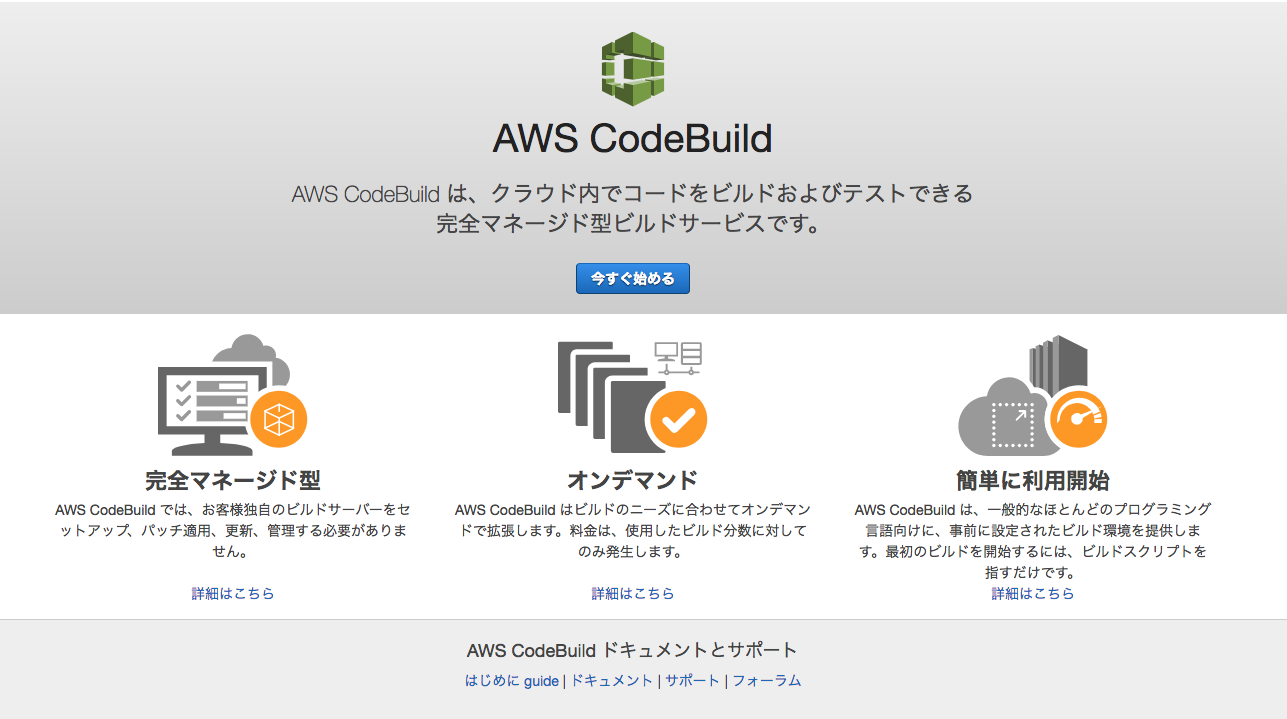 AWS CodeBuild
AWS CodeBuild は、クラウド内でコードをビルドおよびテストできる
完全マネージド型ビルドサービスです。
今すぐ始める
完全マネージド型
AWS CodeBuild では、お客様独自のビルドサーバーをセ
ットアップ、パッチ適用、更新、管理する必要がありま
せん。
詳細はこちら
オンデマンド
AWS CodeBuild はビルドのニーズに合わせてオンデマン
ドで拡張します。料金は、使用したビルド分数に対して
のみ発生します。
詳細はこちら
簡単に利用開始
AWS CodeBuild は、一般的なほとんどのプログラミング
言語向けに、事前に設定されたビルド環境を提供しま
す。最初のビルドを開始するには、ビルドスクリプトを
指すだけです。
詳細はこちら
AWS CodeBuild ドキュメントとサポート
はじめに guide | ドキュメント | サポート | フォーラム